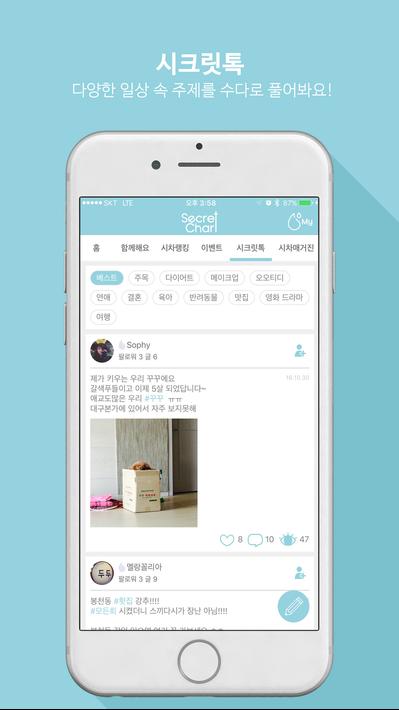 시크릿톡
다양한 일상 속 주제를 수다로 풀어봐요!
SKT LTE 오후 3:58 87%
Secret
Chart
My
홈 함께해요 시차랭킹 이벤트 시크릿톡 시차매거진
베스트 주목 다이어트 메이크업 오오티디
연애 결혼 육아 반려동물 맛집 영화 드라마
여행
Sophy
팔로워 3 글 6
제가 키우는 우리 꾸꾸에요 16.10.30
갈색푸들이고 이제 5살 되었답니다~
애교도많은 우리 #꾸꾸 ㅠㅠ
대구본가에 있어서 자주 보지못해
8 10 47
두두
멜랑꼴리아
팔로워 3 글 9
봉천동 #횟집 강추!!!!
#모듬회 시켰더니 스끼다시가 장난 아님!!!!